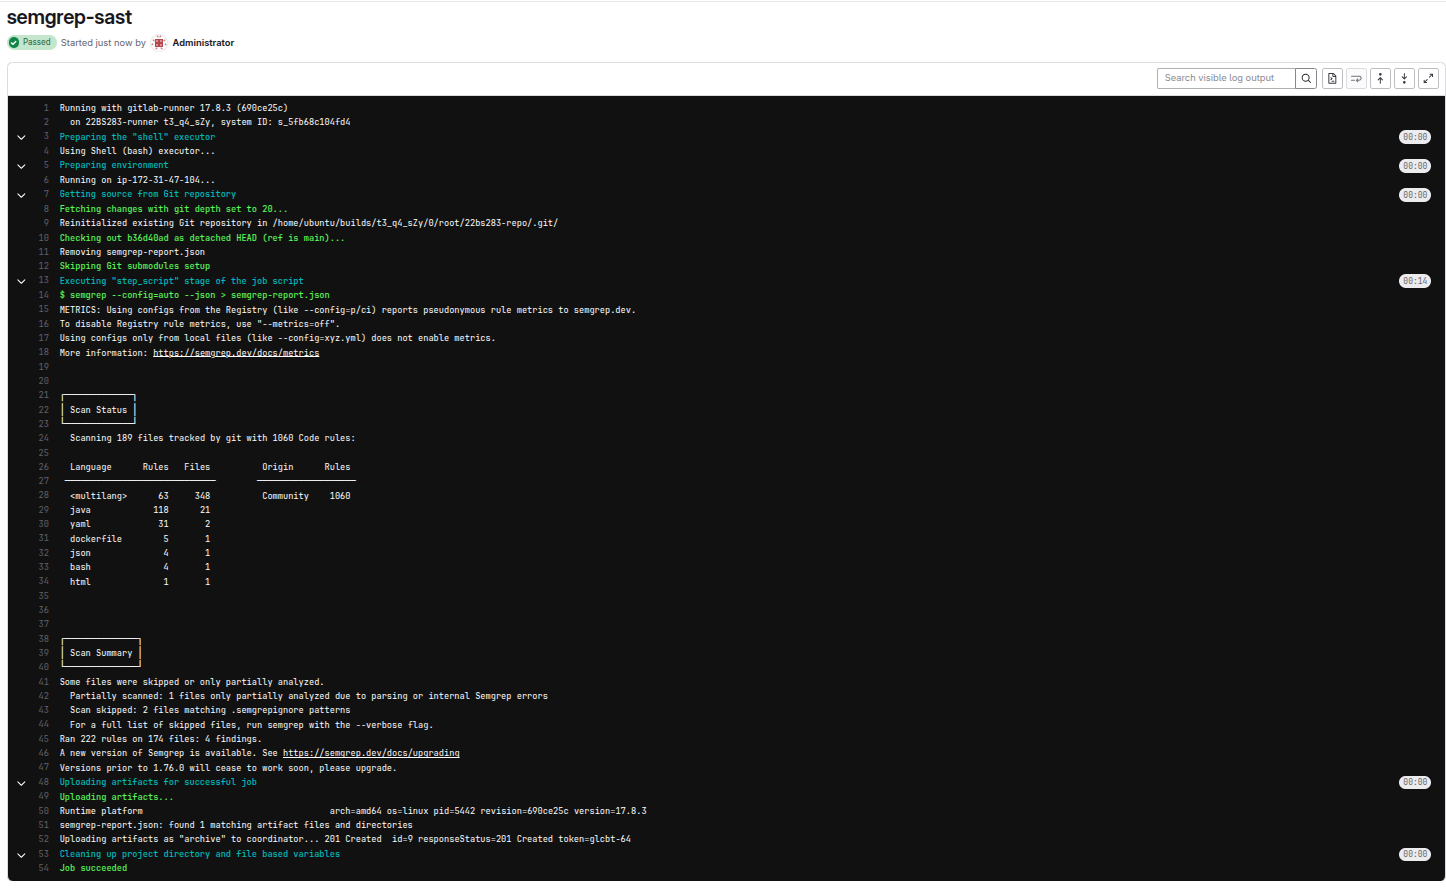 semgrep-sast
Passed Started just now by Administrator
Search visible log output
1 Running with gitlab-runner 17.8.3 (690ce25c)
2 on 22BS283-runner t3_q4_sZy, system ID: s_5fb68c104fd4
3 Preparing the "shell" executor 00:00
4 Using Shell (bash) executor...
5 Preparing environment 00:00
6 Running on ip-172-31-47-104...
7 Getting source from Git repository 00:00
8 Fetching changes with git depth set to 20...
9 Reinitialized existing Git repository in /home/ubuntu/builds/t3_q4_sZy/0/root/22bs283-repo/.git/
10 Checking out b36d40ad as detached HEAD (ref is main)...
11 Removing semgrep-report.json
12 Skipping Git submodules setup
13 Executing "step_script" stage of the job script 00:14
14 $ semgrep --config=auto --json > semgrep-report.json
15 METRICS: Using configs from the Registry (like --config=p/ci) reports pseudonymous rule metrics to semgrep.dev.
16 To disable Registry rule metrics, use "--metrics=off".
17 Using configs only from local files (like --config=xyz.yml) does not enable metrics.
18 More information: https://semgrep.dev/docs/metrics
19
20
21
22 Scan Status
23
24 Scanning 189 files tracked by git with 1060 Code rules:
25
26 Language Rules Files Origin Rules
27
28 <multilang> 63 348 Community 1060
29 java 118 21
30 yaml 31 2
31 dockerfile 5 1
32 json 4 1
33 bash 4 1
34 html 1 1
35
36
37
38
39 Scan Summary
40
41 Some files were skipped or only partially analyzed.
42 Partially scanned: 1 files only partially analyzed due to parsing or internal Semgrep errors
43 Scan skipped: 2 files matching .semgrepignore patterns
44 For a full list of skipped files, run semgrep with the --verbose flag.
45 Ran 222 rules on 174 files: 4 findings.
46 A new version of Semgrep is available. See https://semgrep.dev/docs/upgrading
47 Versions prior to 1.76.0 will cease to work soon, please upgrade.
48 Uploading artifacts for successful job 00:00
49 Uploading artifacts...
50 Runtime platform arch=amd64 os=linux pid=5442 revision=690ce25c version=17.8.3
51 semgrep-report.json: found 1 matching artifact files and directories
52 Uploading artifacts as "archive" to coordinator... 201 Created id=9 responseStatus=201 Created token=glcbt-64
53 Cleaning up project directory and file based variables 00:00
54 Job succeeded